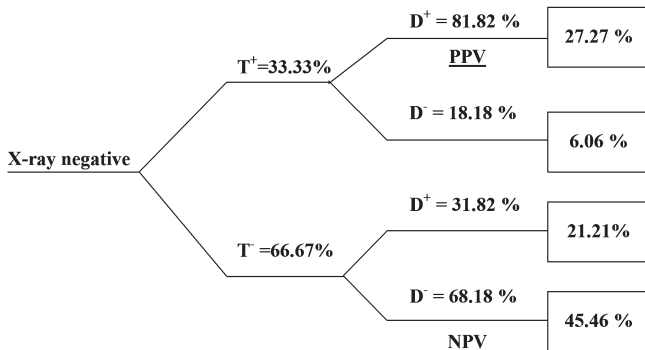 D⁺ = 81.82 %
PPV
27.27 %
T⁺=33.33%
D⁻ = 18.18 %
6.06 %
X-ray negative
D⁺ = 31.82 %
21.21%
T⁻ =66.67%
D⁻ = 68.18 %
NPV
45.46 %